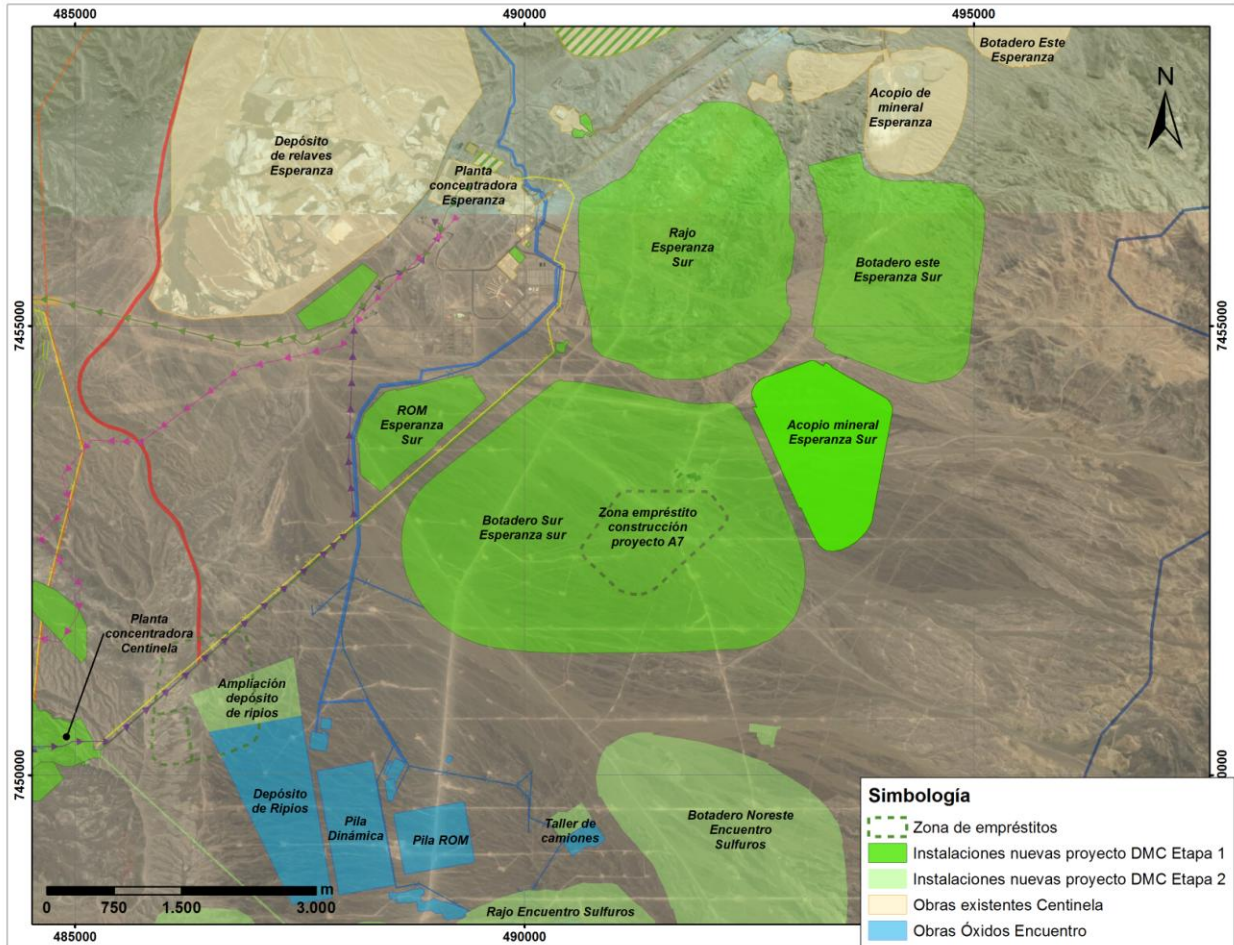 485000
490000
495000
Botadero Este
Esperanza
N
Acopio de
mineral
Esperanza
Depósito
de relaves
Esperanza
Planta
concentradora
Esperanza
Rajo
Esperanza
Sur
Botadero este
Esperanza Sur
7455000
7455000
ROM
Esperanza
Sur
Acopio mineral
Esperanza Sur
Botadero Sur
Esperanza sur
Zona empréstito
construcción
proyecto A7
Planta
concentradora
Centinela
Ampliación
depósito
de ripios
7450000
0000
Depósito
de Ripios
Pila
Dinámica
Pila ROM
Taller de
camiones
Botadero Noreste
Encuentro
Sulfuros
Rajo Encuentro Sulfuros
m
0 750 1.500 3.000
Simbología
Zona de empréstitos
Instalaciones nuevas proyecto DMC Etapa 1
Instalaciones nuevas proyecto DMC Etapa 2
Obras existentes Centinela
Obras Óxidos Encuentro
485000
490000